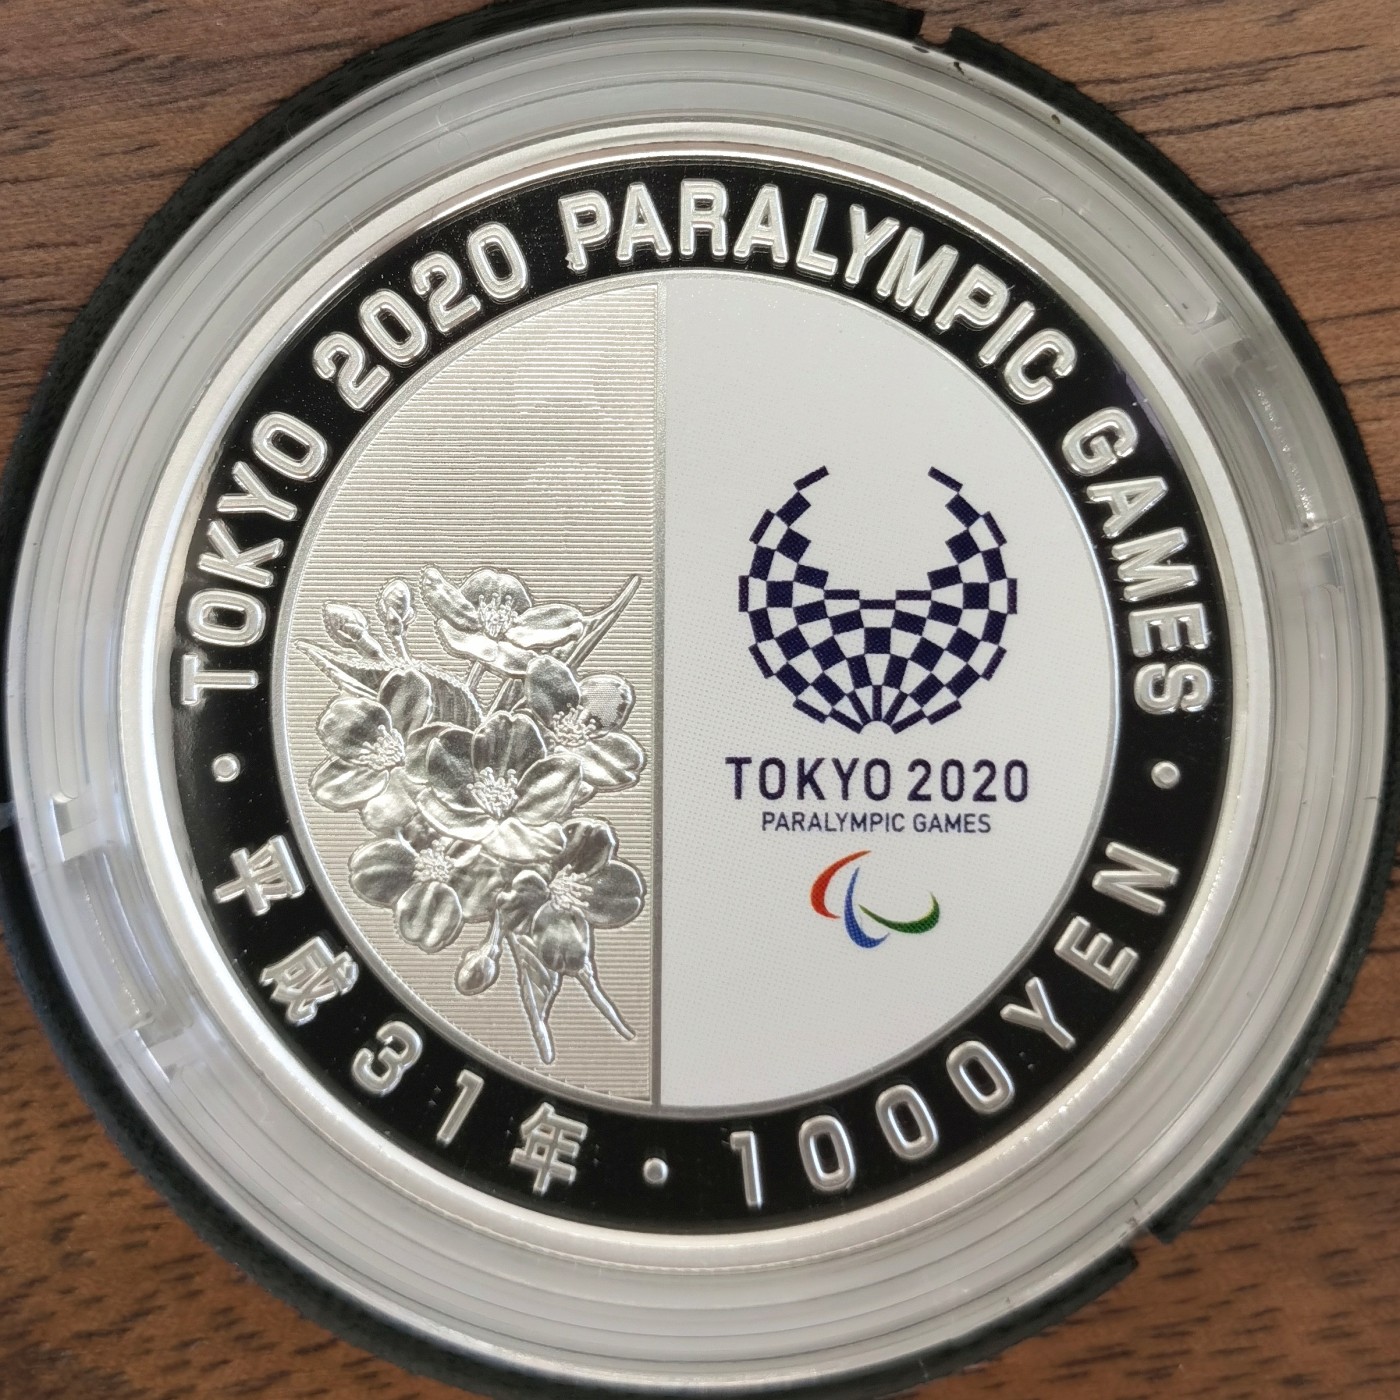 TOKYO 2020 PARALYMPIC GAMES
TOKYO 2020
PARALYMPIC GAMES
平成31年・1000YEN